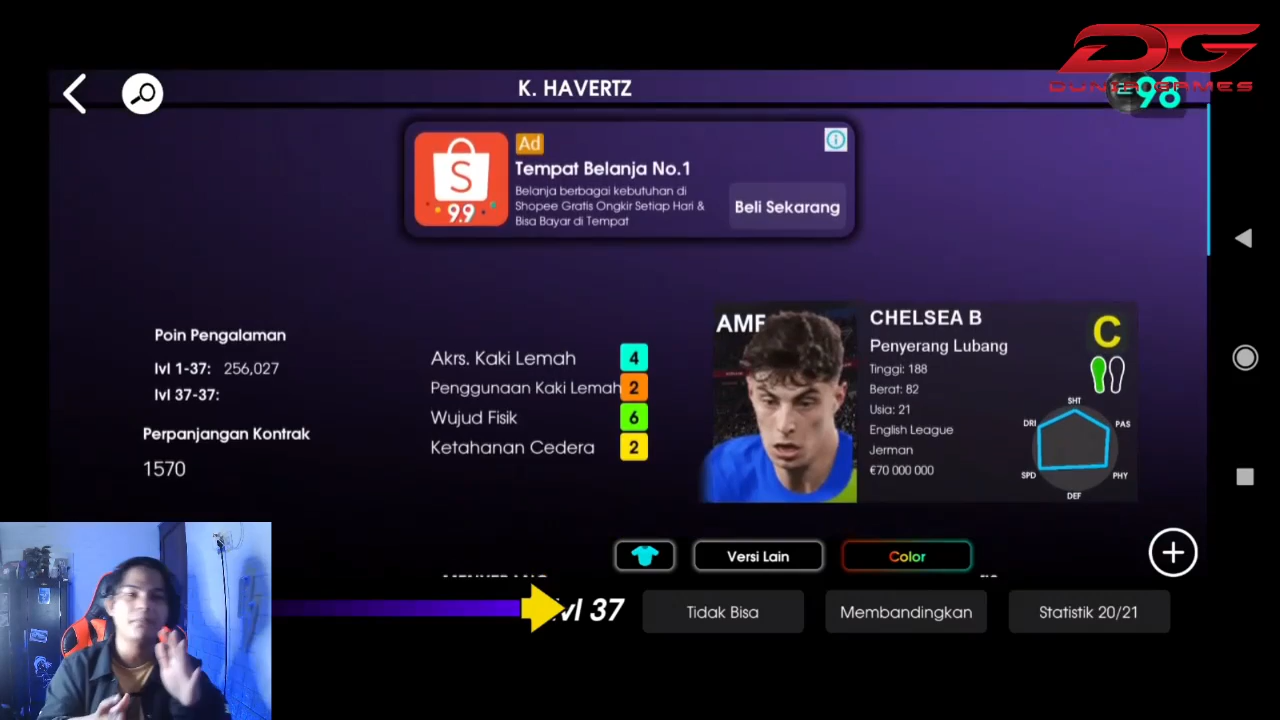 K. HAVERTZ
DG
98
DUNIA GAMES
Ad
Tempat Belanja No.1
Belanja berbagai kebutuhan di
Shopee Gratis Ongkir Setiap Hari &
Bisa Bayar di Tempat
Beli Sekarang
S
9.9
Poin Pengalaman
lvl 1-37: 256,027
lvl 37-37:
Perpanjangan Kontrak
1570
Akrs. Kaki Lemah 4
Penggunaan Kaki Lemah 2
Wujud Fisik 6
Ketahanan Cedera 2
AMF
CHELSEA B
C
Penyerang Lubang
Tinggi: 188
Berat: 82
Usia: 21
English League
Jerman
€70 000 000
SHT
DRI
PAS
SPD
PHY
DEF
Versi Lain
Color
lvl 37
Tidak Bisa
Membandingkan
Statistik 20/21